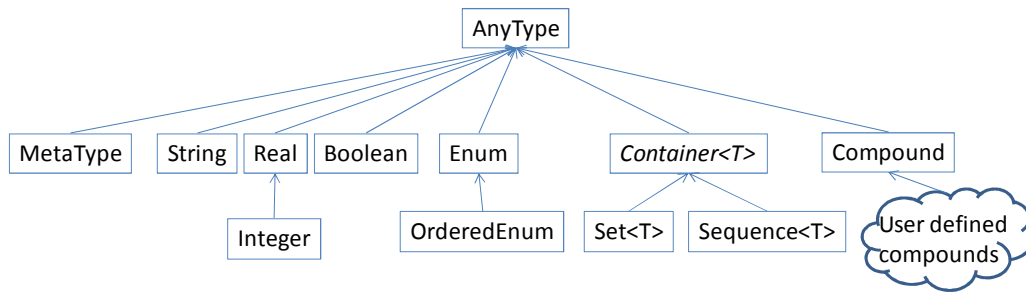 AnyType
MetaType
String
Real
Boolean
Enum
Container<T>
Compound
Integer
OrderedEnum
Set<T>
Sequence<T>
User defined
compounds